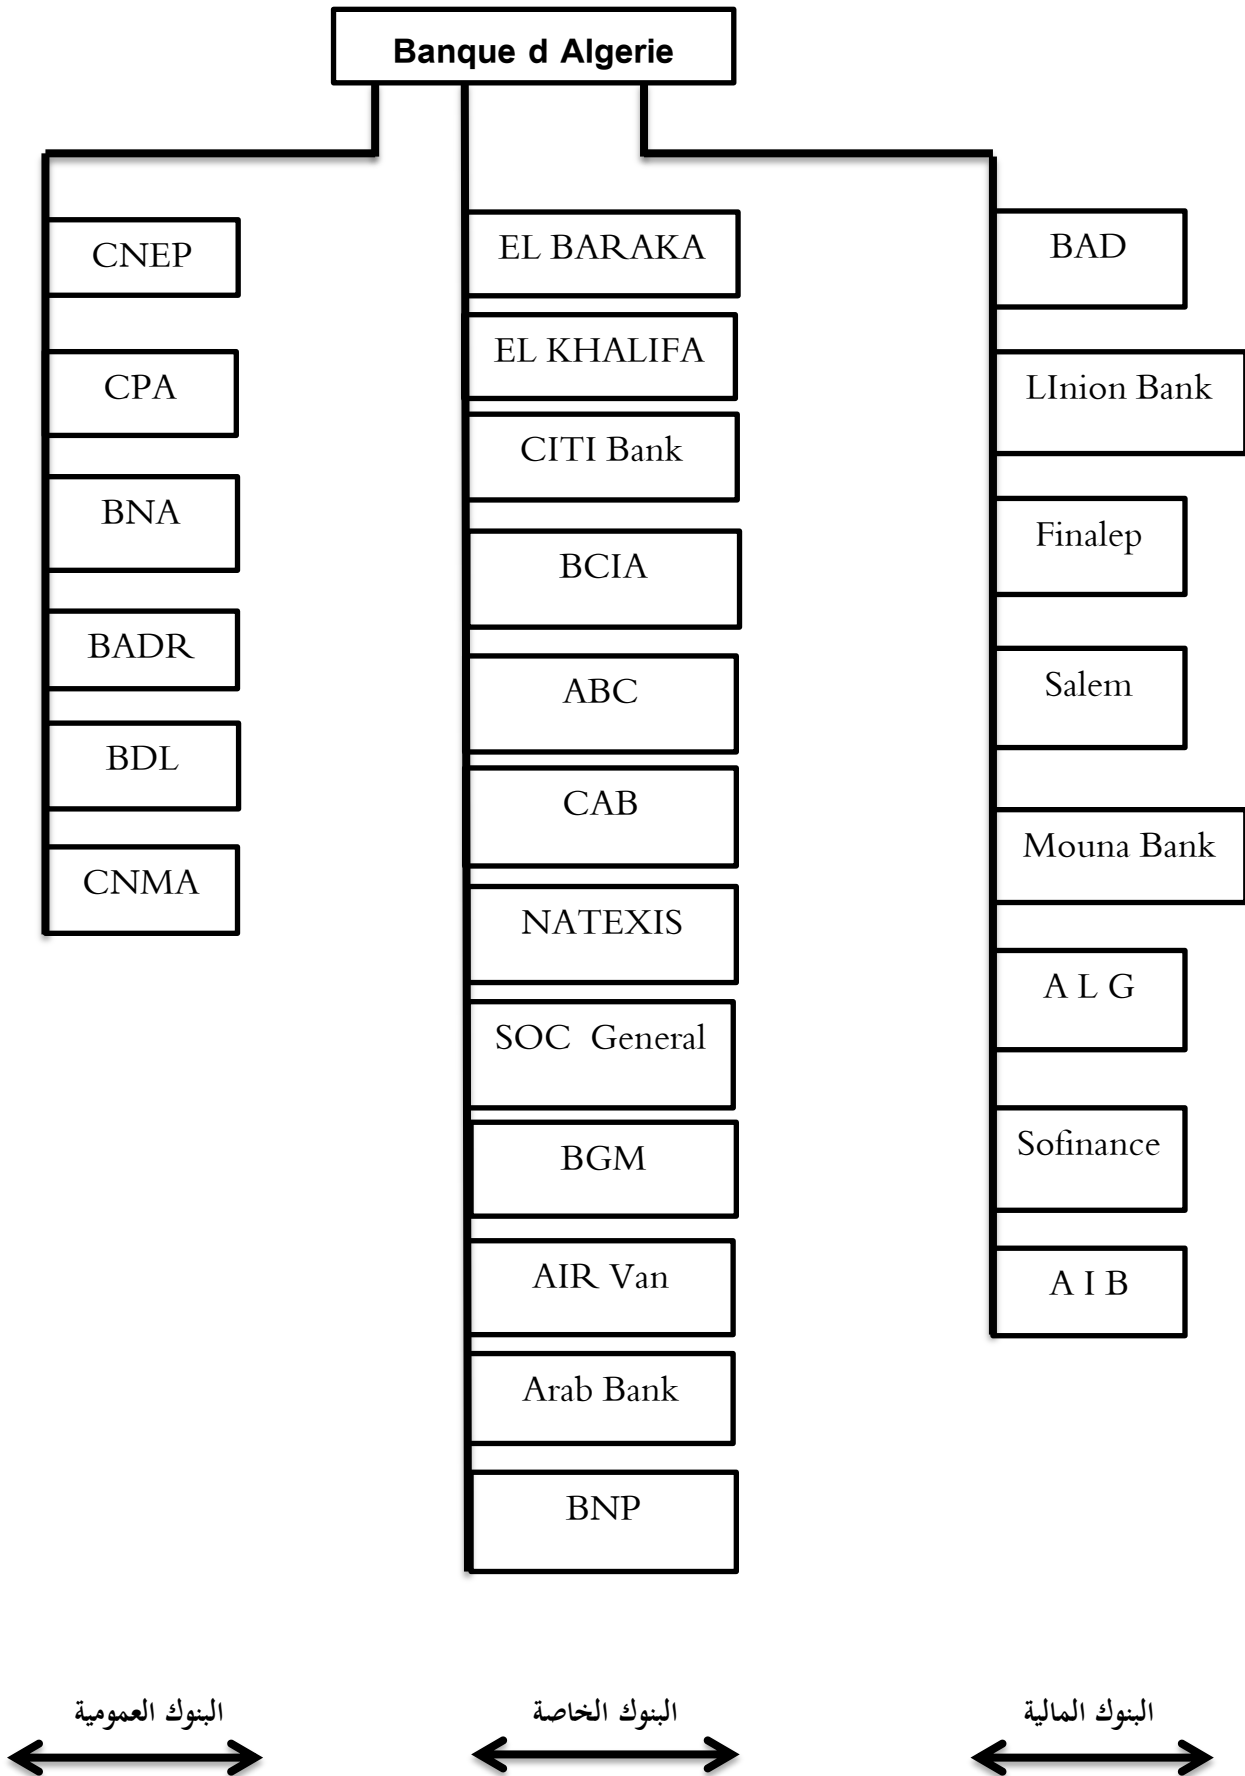 Banque d Algerie
CNEP
CPA
BNA
BADR
BDL
CNMA
EL BARAKA
EL KHALIFA
CITI Bank
BCIA
ABC
CAB
NATEXIS
SOC General
BGM
AIR Van
Arab Bank
BNP
BAD
LInion Bank
Finalep
Salem
Mouna Bank
A L G
Sofinance
A I B
البنوك العمومية
البنوك الخاصة
البنوك المالية